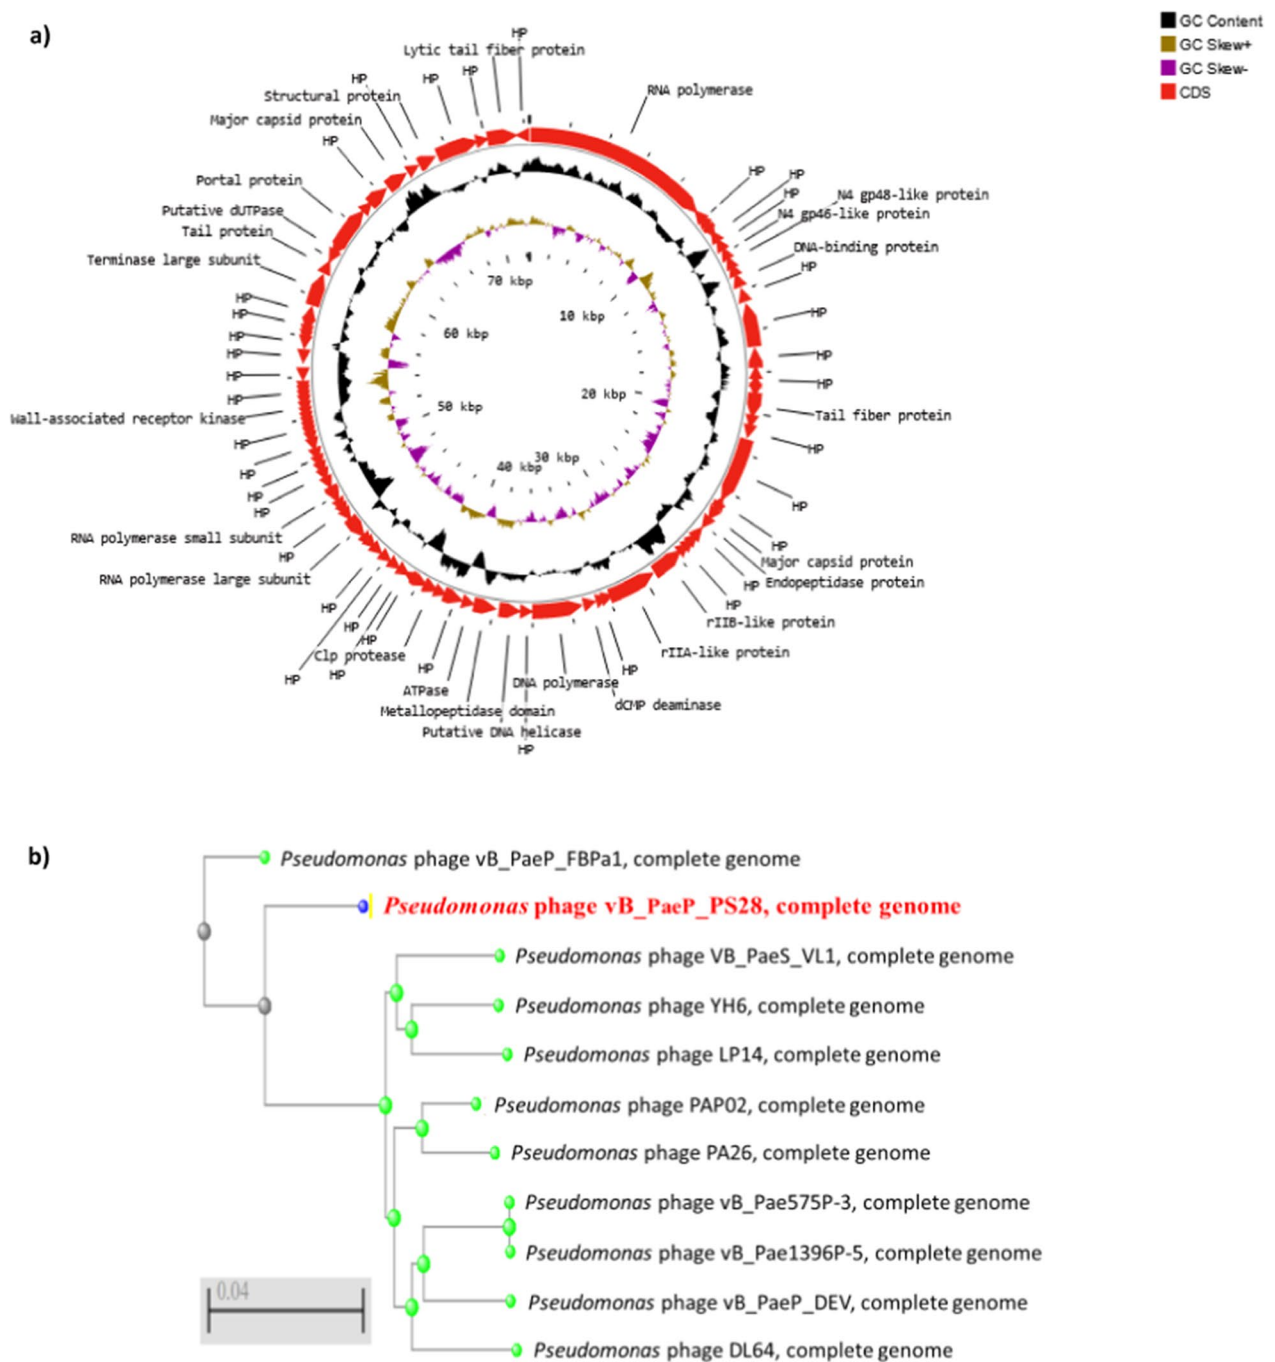 a)
GC Content
GC Skew+
GC Skew-
CDS
HP
Lytic tail fiber protein
HP
HP
HP
Structural protein
Major capsid protein
HP
Portal protein
Putative dUTPase
Tail protein
Terminase large subunit
HP
HP
HP
HP
HP
HP
Wall-associated receptor kinase
HP
HP
HP
HP
RNA polymerase small subunit
HP
RNA polymerase large subunit
HP
HP
HP
HP
HP
Clp protease
HP
ATPase
Metallopeptidase domain
Putative DNA helicase
HP
DNA polymerase
dCMP deaminase
HP
rIIA-like protein
rIIB-like protein
HP
HP
Endopeptidase protein
Major capsid protein
HP
HP
HP
Tail fiber protein
HP
HP
HP
HP
DNA-binding protein
N4 gp46-like protein
N4 gp48-like protein
HP
HP
HP
RNA polymerase
70 kbp
10 kbp
60 kbp
20 kbp
50 kbp
30 kbp
40 kbp
b)
Pseudomonas phage vB_PaeP_FBPa1, complete genome
Pseudomonas phage vB_PaeP_PS28, complete genome
Pseudomonas phage VB_PaeS_VL1, complete genome
Pseudomonas phage YH6, complete genome
Pseudomonas phage LP14, complete genome
Pseudomonas phage PAP02, complete genome
Pseudomonas phage PA26, complete genome
Pseudomonas phage vB_Pae575P-3, complete genome
Pseudomonas phage vB_Pae1396P-5, complete genome
Pseudomonas phage vB_PaeP_DEV, complete genome
Pseudomonas phage DL64, complete genome
0.04